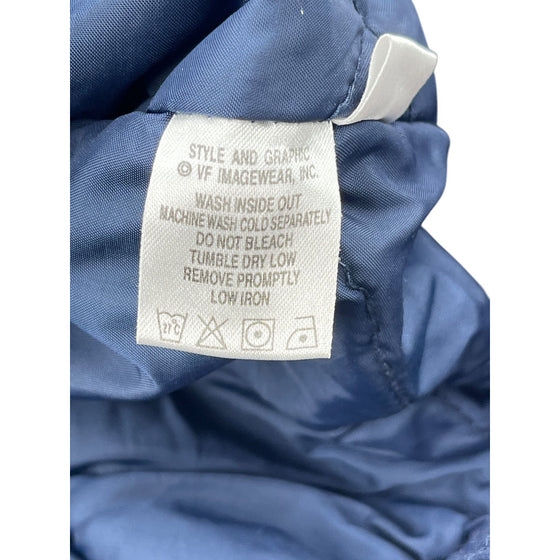 STYLE AND GRAPHIC
© VF IMAGEWEAR, INC.
WASH INSIDE OUT
MACHINE WASH COLD SEPARATELY
DO NOT BLEACH
TUMBLE DRY LOW
REMOVE PROMPTLY
LOW IRON
27°C